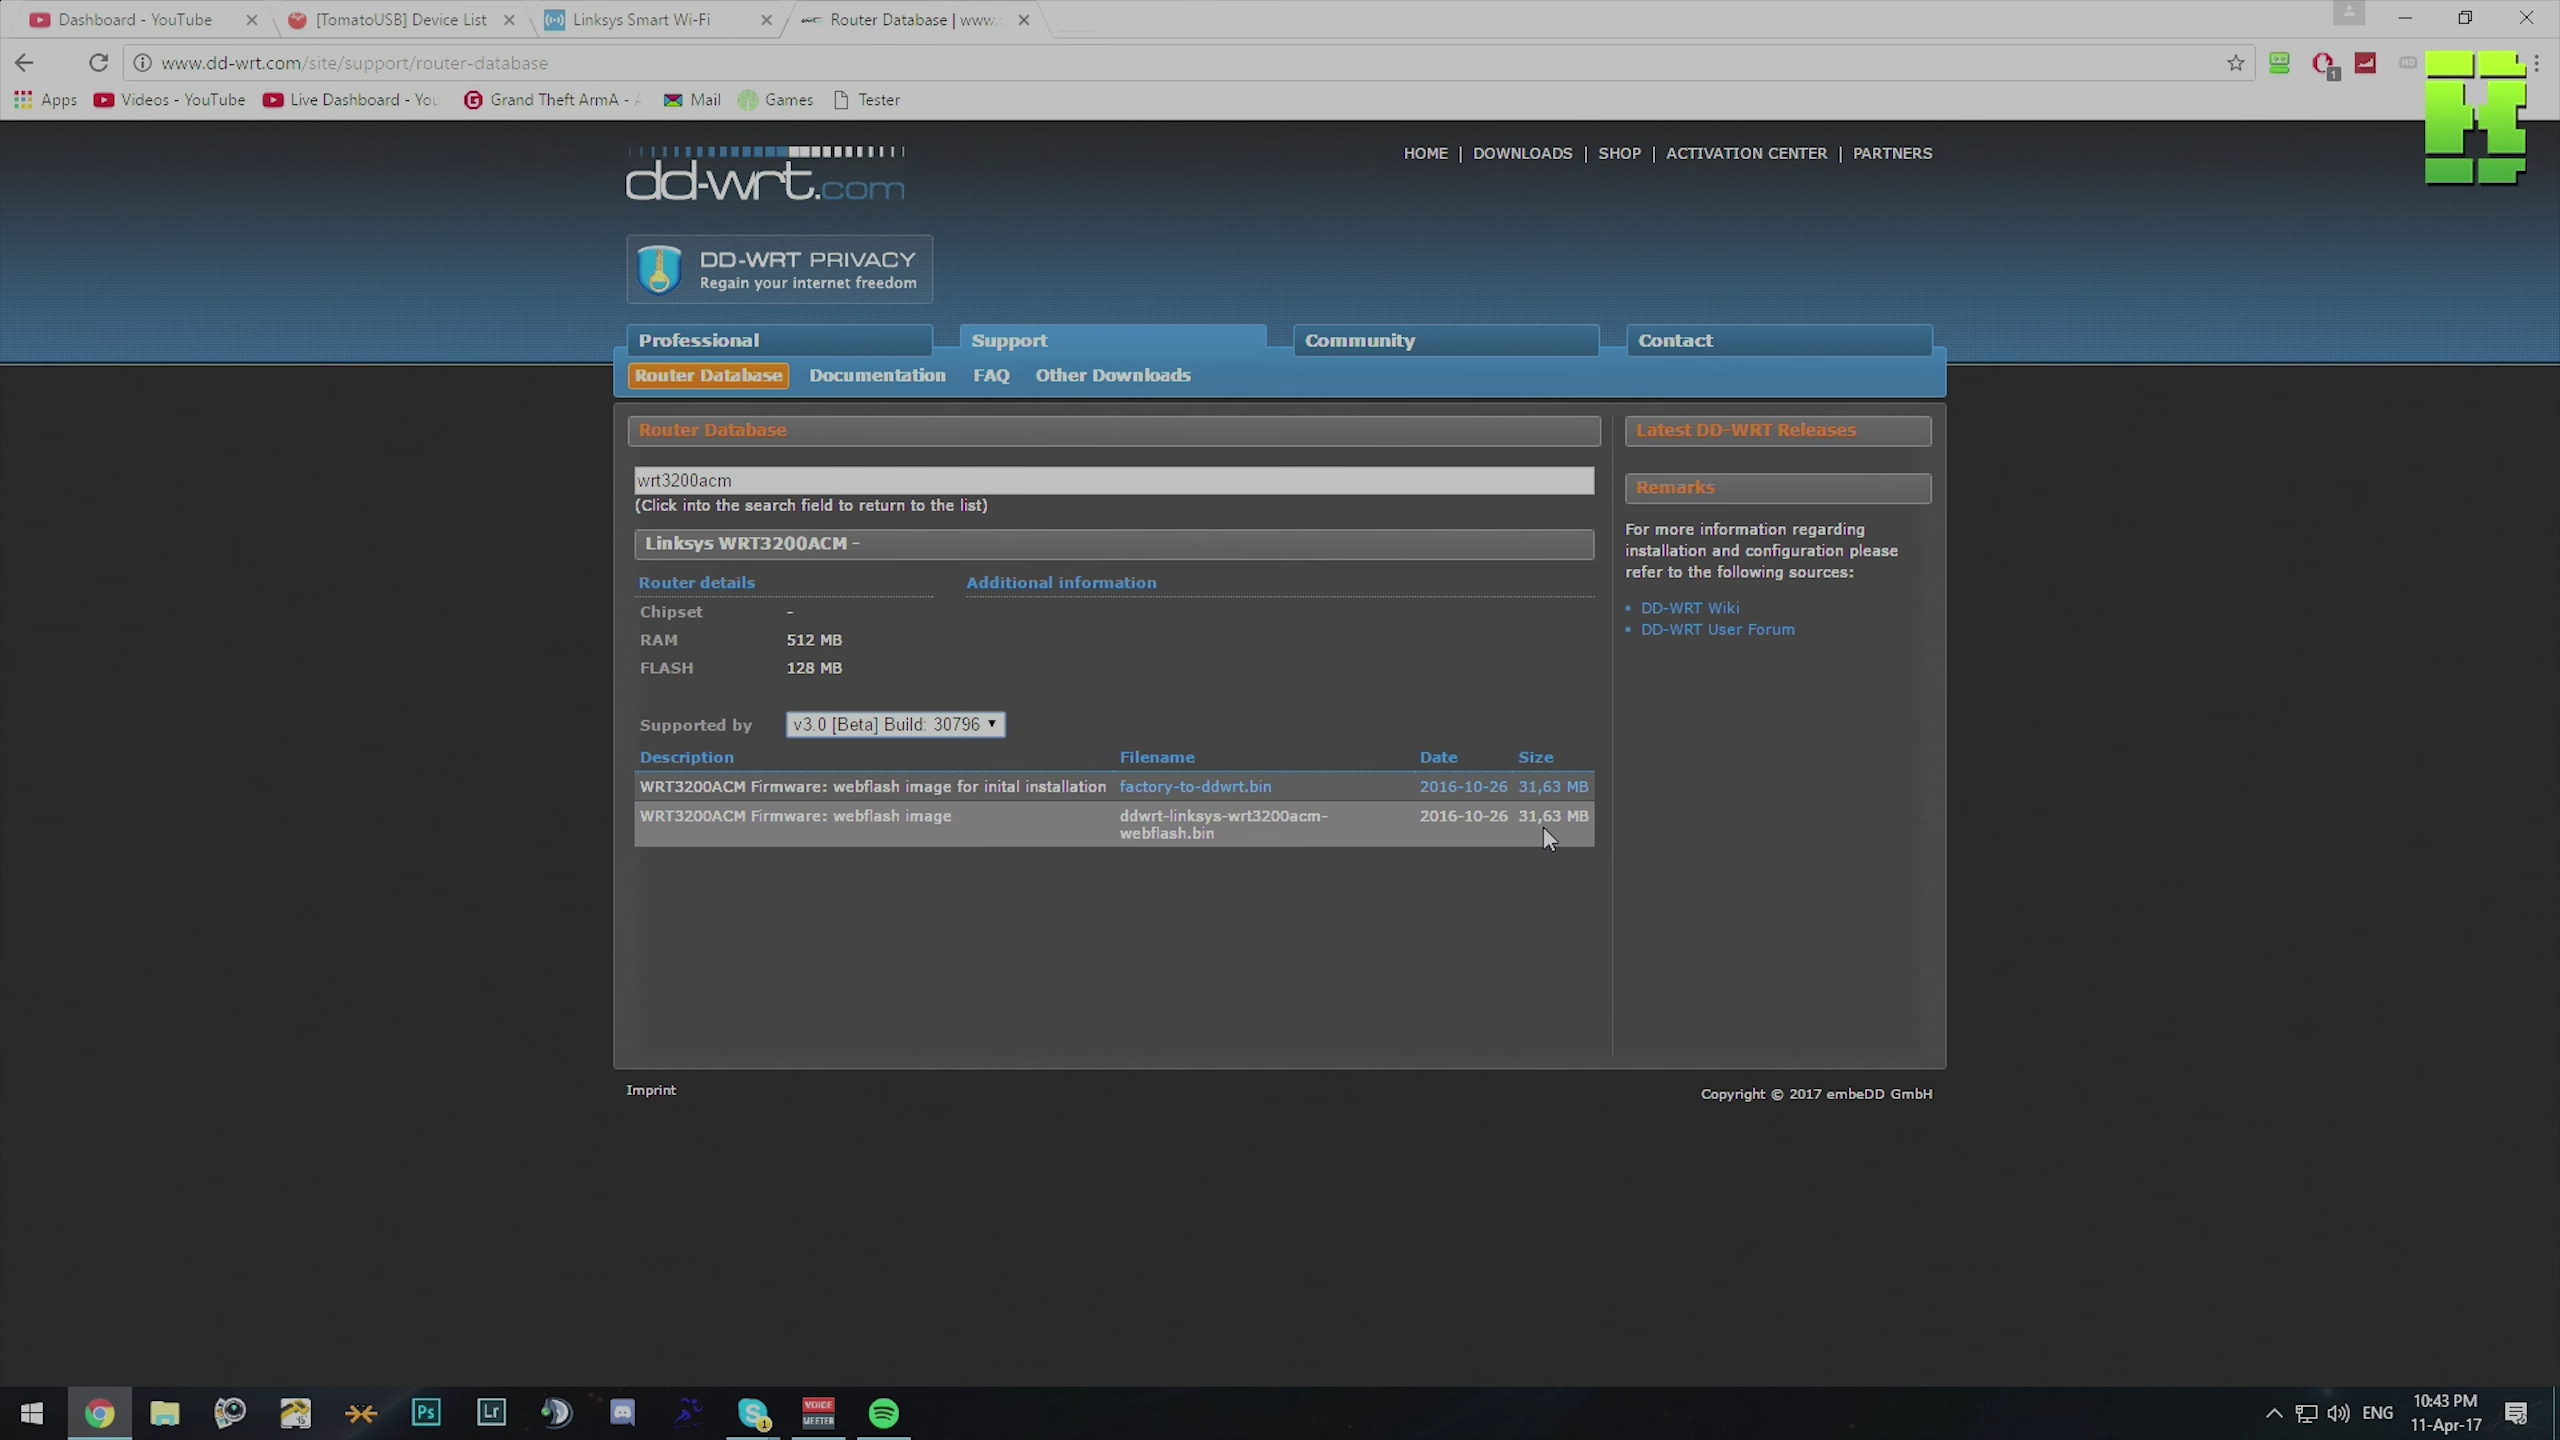 Dashboard - YouTube
[TomatoUSB] Device List
Linksys Smart Wi-Fi
Router Database | www.
www.dd-wrt.com/site/support/router-database
1
HD
Apps
Videos - YouTube
Live Dashboard - You
Grand Theft ArmA -
Mail
Games
Tester
dd-wrt.com
HOME | DOWNLOADS | SHOP | ACTIVATION CENTER | PARTNERS
DD-WRT PRIVACY
Regain your internet freedom
Professional
Support
Community
Contact
Router Database
Documentation
FAQ
Other Downloads
Router Database
wrt3200acm
(Click into the search field to return to the list)
Linksys WRT3200ACM -
Router details
Additional information
Chipset -
RAM 512 MB
FLASH 128 MB
Supported by v3.0 [Beta] Build: 30796
Description Filename Date Size
WRT3200ACM Firmware: webflash image for inital installation factory-to-ddwrt.bin 2016-10-26 31,63 MB
WRT3200ACM Firmware: webflash image ddwrt-linksys-wrt3200acm- 2016-10-26 31,63 MB
webflash.bin
Latest DD-WRT Releases
Remarks
For more information regarding
installation and configuration please
refer to the following sources:
DD-WRT Wiki
DD-WRT User Forum
Imprint
Copyright © 2017 embeDD GmbH
Ps
Lr
1
VOICE
MEETER
ENG
10:43 PM
11-Apr-17